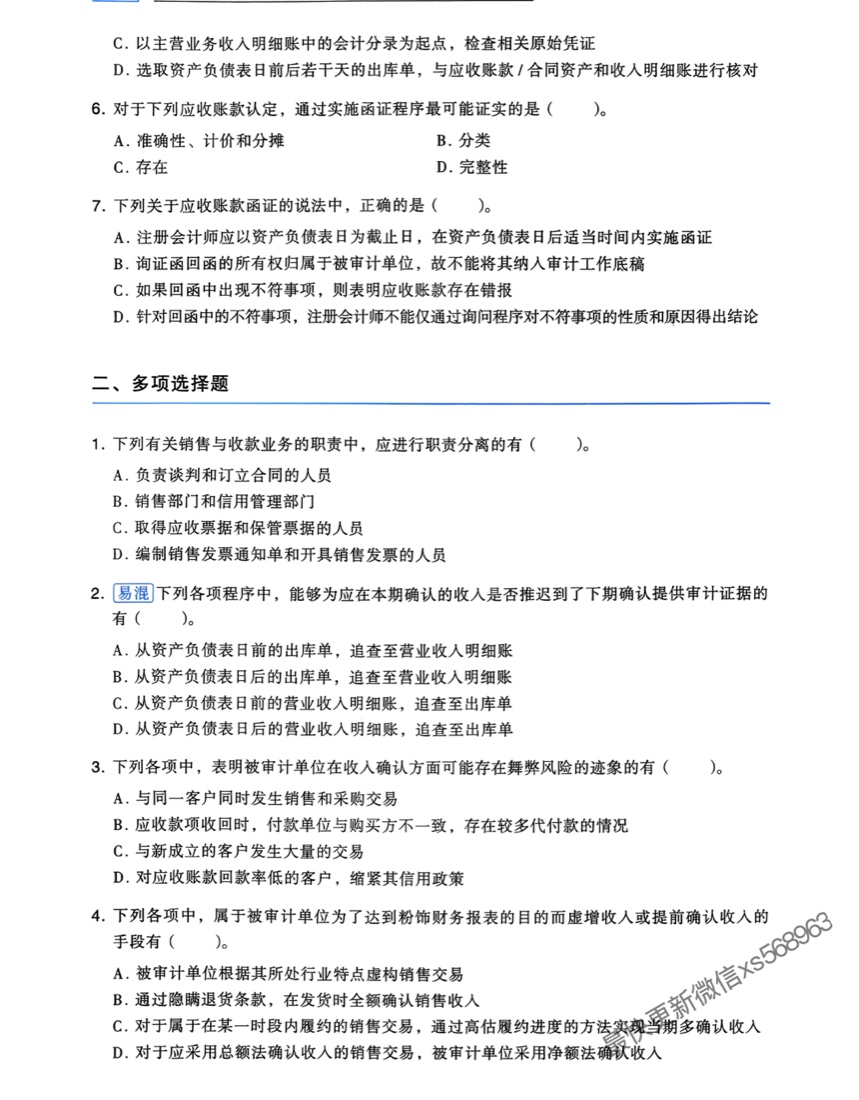 C. 以主营业务收入明细账中的会计分录为起点，检查相关原始凭证
D. 选取资产负债表日前后若干天的出库单，与应收账款 / 合同资产和收入明细账进行核对
6. 对于下列应收账款认定，通过实施函证程序最可能证实的是（　　）。
A. 准确性、计价和分摊　　B. 分类
C. 存在　　D. 完整性
7. 下列关于应收账款函证的说法中，正确的是（　　）。
A. 注册会计师应以资产负债表日为截止日，在资产负债表日后适当时间内实施函证
B. 询证函回函的所有权归属于被审计单位，故不能将其纳入审计工作底稿
C. 如果回函中出现不符事项，则表明应收账款存在错报
D. 针对回函中的不符事项，注册会计师不能仅通过询问程序对不符事项的性质和原因得出结论
二、多项选择题
1. 下列有关销售与收款业务的职责中，应进行职责分离的有（　　）。
A. 负责谈判和订立合同的人员
B. 销售部门和信用管理部门
C. 取得应收票据和保管票据的人员
D. 编制销售发票通知单和开具销售发票的人员
2. 易混 下列各项程序中，能够为应在本期确认的收入是否推迟到了下期确认提供审计证据的
有（　　）。
A. 从资产负债表日前的出库单，追查至营业收入明细账
B. 从资产负债表日后的出库单，追查至营业收入明细账
C. 从资产负债表日前的营业收入明细账，追查至出库单
D. 从资产负债表日后的营业收入明细账，追查至出库单
3. 下列各项中，表明被审计单位在收入确认方面可能存在舞弊风险的迹象的有（　　）。
A. 与同一客户同时发生销售和采购交易
B. 应收款项收回时，付款单位与购买方不一致，存在较多代付款的情况
C. 与新成立的客户发生大量的交易
D. 对应收账款回款率低的客户，缩紧其信用政策
4. 下列各项中，属于被审计单位为了达到粉饰财务报表的目的而虚增收入或提前确认收入的
手段有（　　）。
A. 被审计单位根据其所处行业特点虚构销售交易
B. 通过隐瞒退货条款，在发货时全额确认销售收入
C. 对于属于在某一时段内履约的销售交易，通过高估履约进度的方法实现当期多确认收入
D. 对于应采用总额法确认收入的销售交易，被审计单位采用净额法确认收入
最快更新微信xs568963